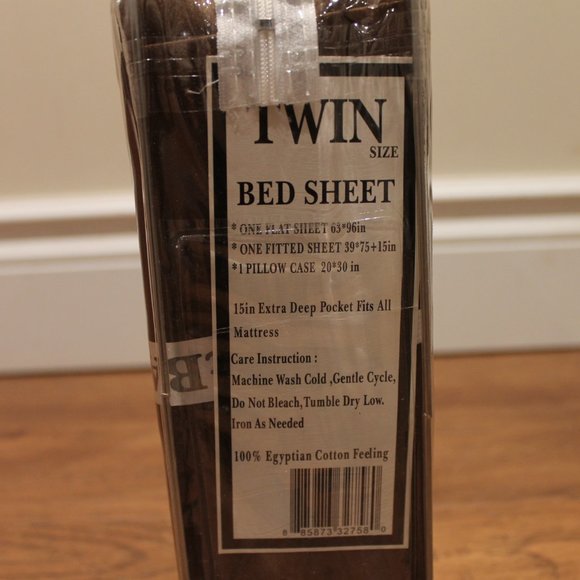 TWIN
SIZE
BED SHEET
* ONE FLAT SHEET 63*96in
* ONE FITTED SHEET 39*75+15in
*1 PILLOW CASE 20*30 in
15in Extra Deep Pocket Fits All
Mattress
Care Instruction :
Machine Wash Cold ,Gentle Cycle,
Do Not Bleach,Tumble Dry Low.
Iron As Needed
100% Egyptian Cotton Feeling
8 85873 32758 0